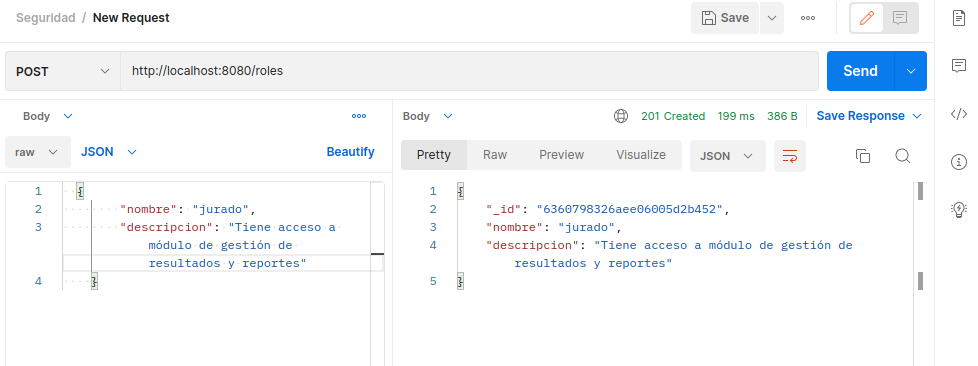 Seguridad / New Request
Save
POST
http://localhost:8080/roles
Send
Body
raw
JSON
Beautify
1 {
2 "nombre": "jurado",
3 "descripcion": "Tiene acceso a
módulo de gestión de
resultados y reportes"
4 }
Body
201 Created 199 ms 386 B
Save Response
Pretty Raw Preview Visualize
JSON
1 {
2 "_id": "6360798326aee06005d2b452",
3 "nombre": "jurado",
4 "descripcion": "Tiene acceso a módulo de gestión de
resultados y reportes"
5 }